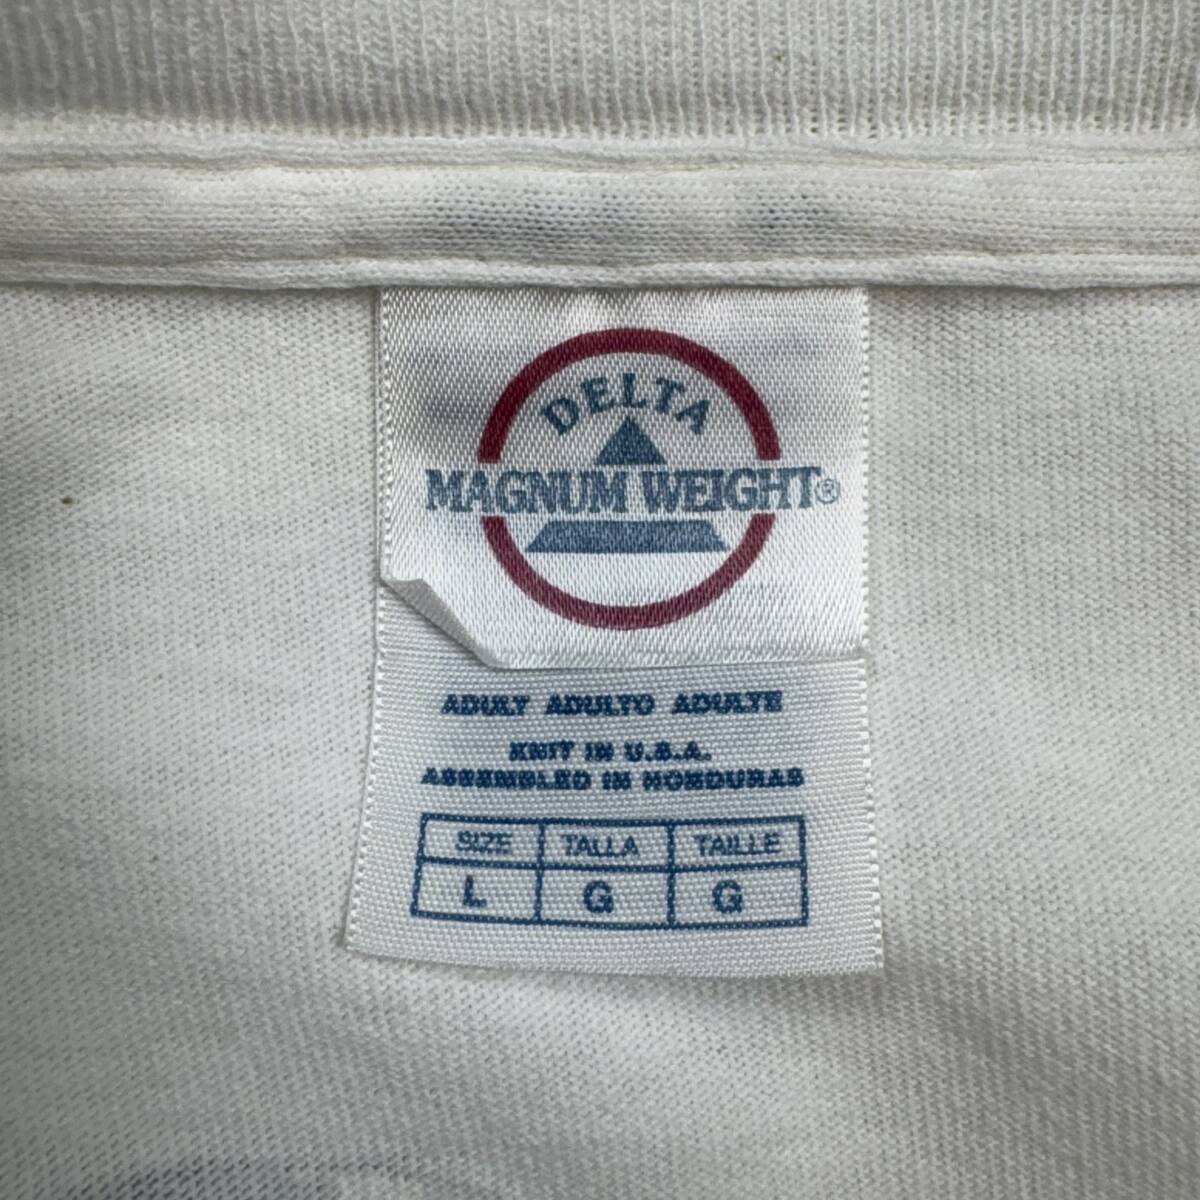 DELTA
MAGNUM WEIGHT®
ADULT ADULTO ADULTE
KNIT IN U.S.A.
ASSEMBLED IN HONDURAS
SIZE TALLA TAILLE
L G G